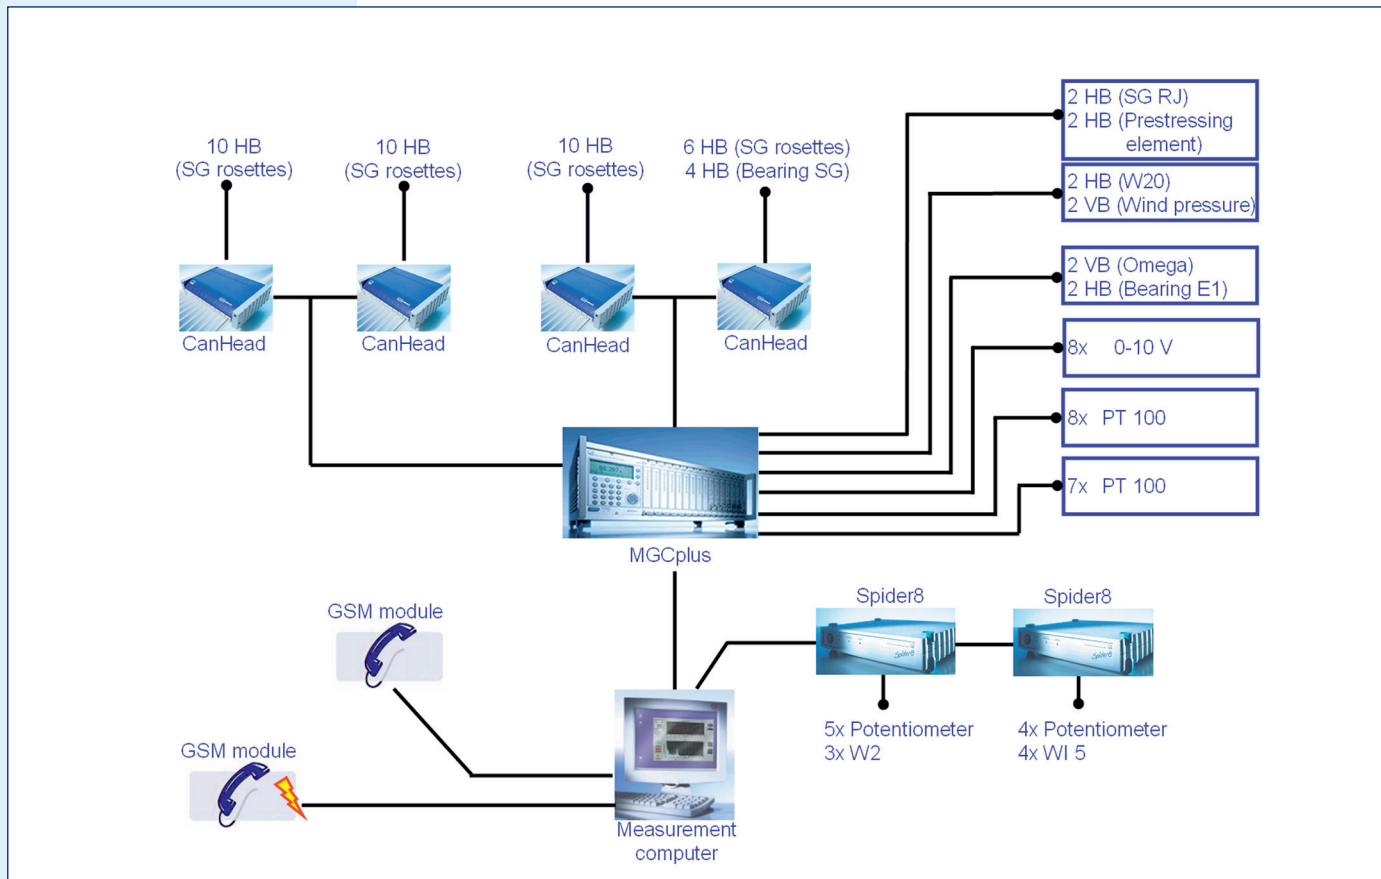 10 HB
(SG rosettes)
10 HB
(SG rosettes)
10 HB
(SG rosettes)
6 HB (SG rosettes)
4 HB (Bearing SG)
2 HB (SG RJ)
2 HB (Prestressing
element)
2 HB (W20)
2 VB (Wind pressure)
2 VB (Omega)
2 HB (Bearing E1)
8x 0-10 V
8x PT 100
7x PT 100
CanHead
CanHead
CanHead
CanHead
MGCplus
GSM module
GSM module
Spider8
Spider8
Spider8
Spider8
5x Potentiometer
3x W2
4x Potentiometer
4x WI 5
Measurement
computer